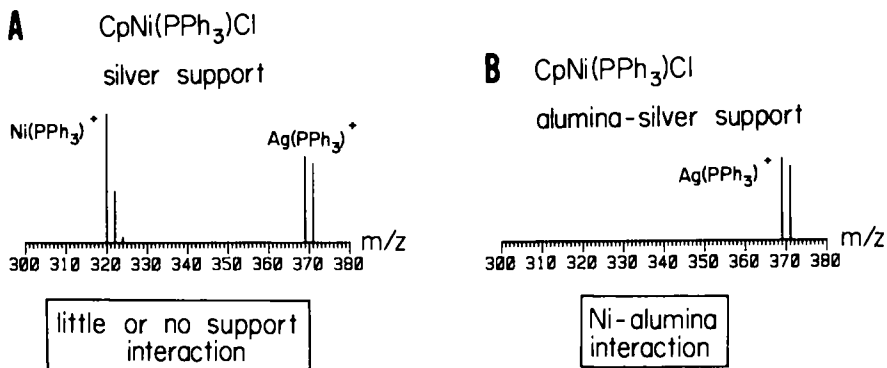 A CpNi(PPh₃)Cl
silver support
Ni(PPh₃)⁺
Ag(PPh₃)⁺
m/z
300 310 320 330 340 350 360 370 380
little or no support
interaction
B CpNi(PPh₃)Cl
alumina-silver support
Ag(PPh₃)⁺
m/z
300 310 320 330 340 350 360 370 380
Ni-alumina
interaction